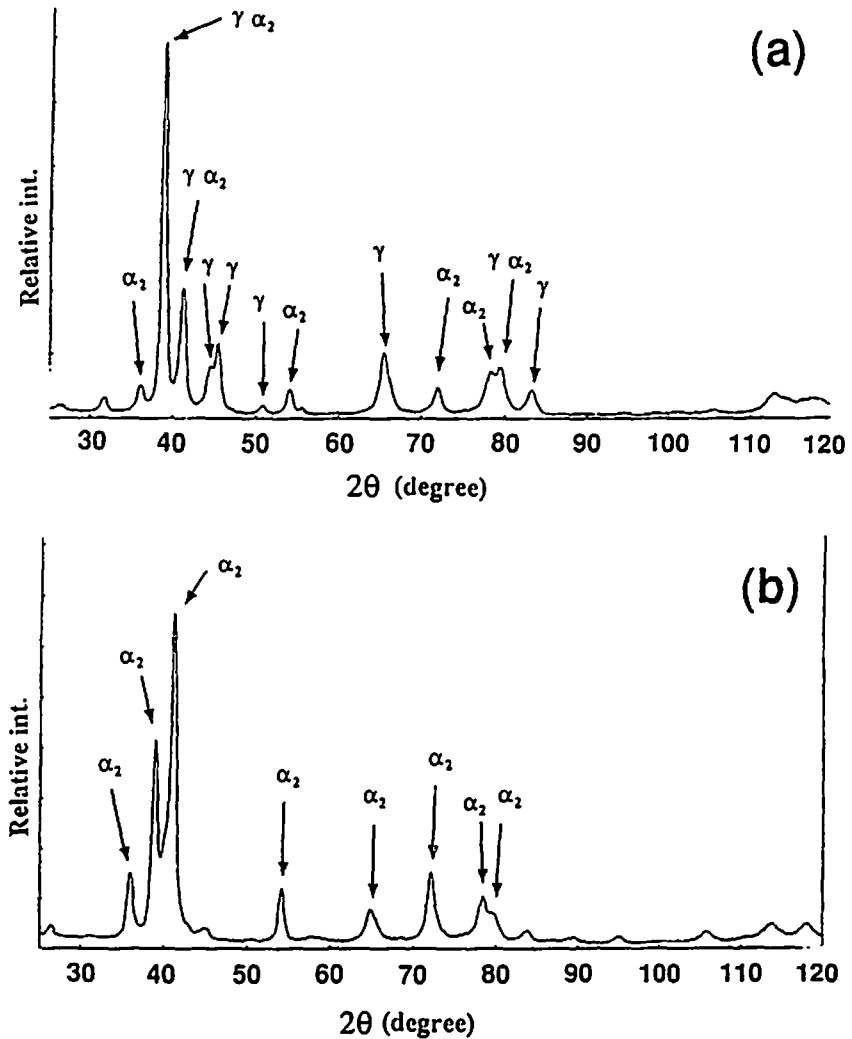 (a)
γ α₂
γ α₂
α₂
γ
γ
γ
α₂
γ
α₂
α₂
γ α₂
γ
Relative int.
30 40 50 60 70 80 90 100 110 120
2θ (degree)
(b)
α₂
α₂
α₂
α₂
α₂
α₂
α₂
α₂
Relative int.
30 40 50 60 70 80 90 100 110 120
2θ (degree)